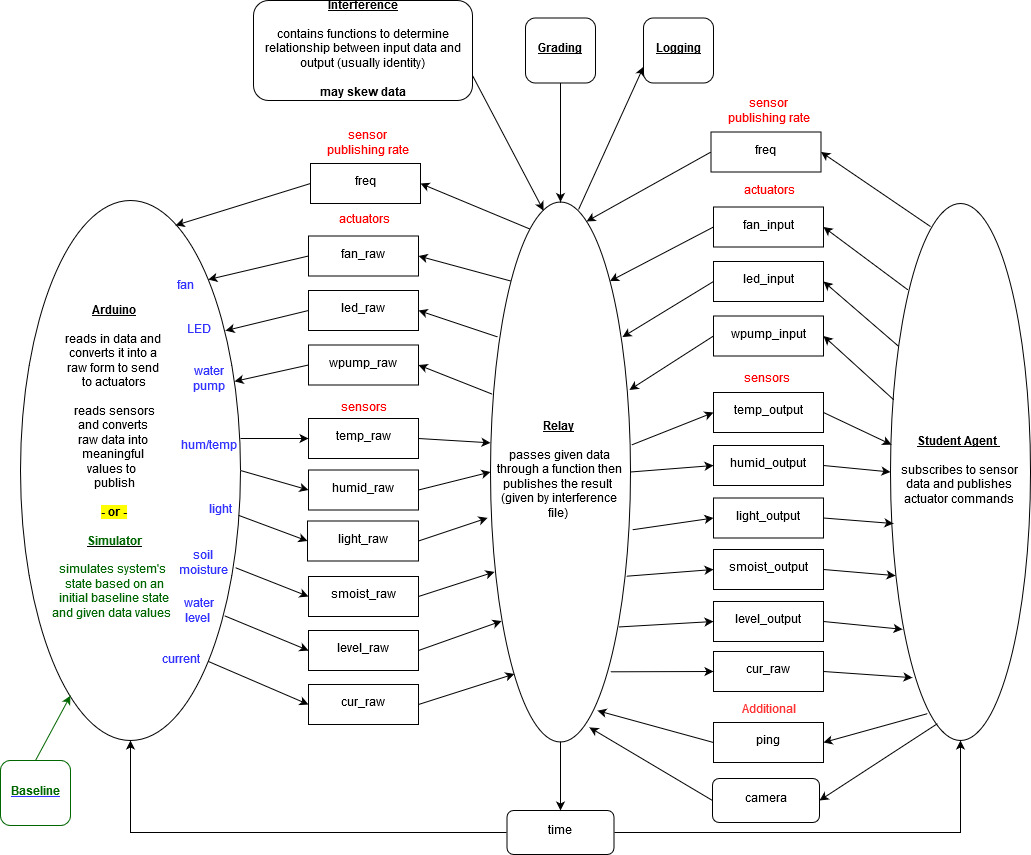 Interference
contains functions to determine
relationship between input data and
output (usually identity)
may skew data
Grading
Logging
sensor
publishing rate
freq
actuators
fan_raw
led_raw
wpump_raw
sensors
temp_raw
humid_raw
light_raw
smoist_raw
level_raw
cur_raw
sensor
publishing rate
freq
actuators
fan_input
led_input
wpump_input
sensors
temp_output
humid_output
light_output
smoist_output
level_output
cur_raw
Additional
ping
camera
Arduino
reads in data and
converts it into a
raw form to send
to actuators
reads sensors
and converts
raw data into
meaningful
values to
publish
- or -
Simulator
simulates system's
state based on an
initial baseline state
and given data values
fan
LED
water
pump
hum/temp
light
soil
moisture
water
level
current
Relay
passes given data
through a function then
publishes the result
(given by interference
file)
Student Agent
subscribes to sensor
data and publishes
actuator commands
Baseline
time